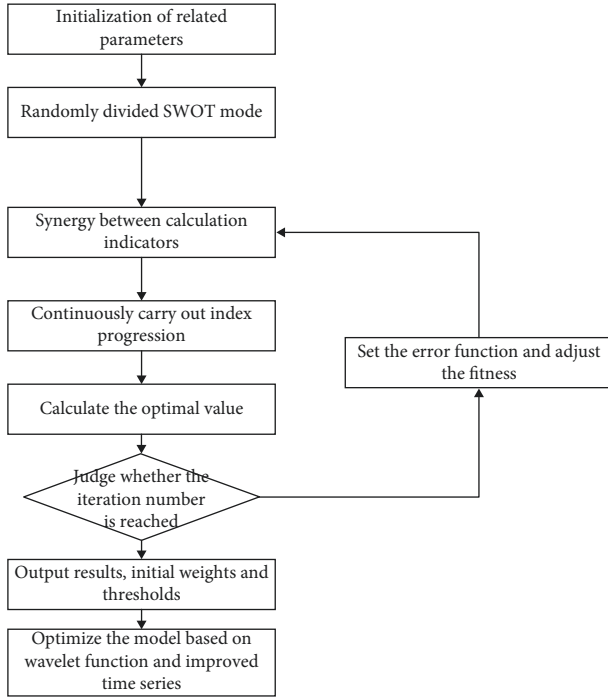 Initialization of related
parameters
Randomly divided SWOT mode
Synergy between calculation
indicators
Continuously carry out index
progression
Set the error function and adjust
the fitness
Calculate the optimal value
Judge whether the
iteration number
is reached
Output results, initial weights and
thresholds
Optimize the model based on
wavelet function and improved
time series